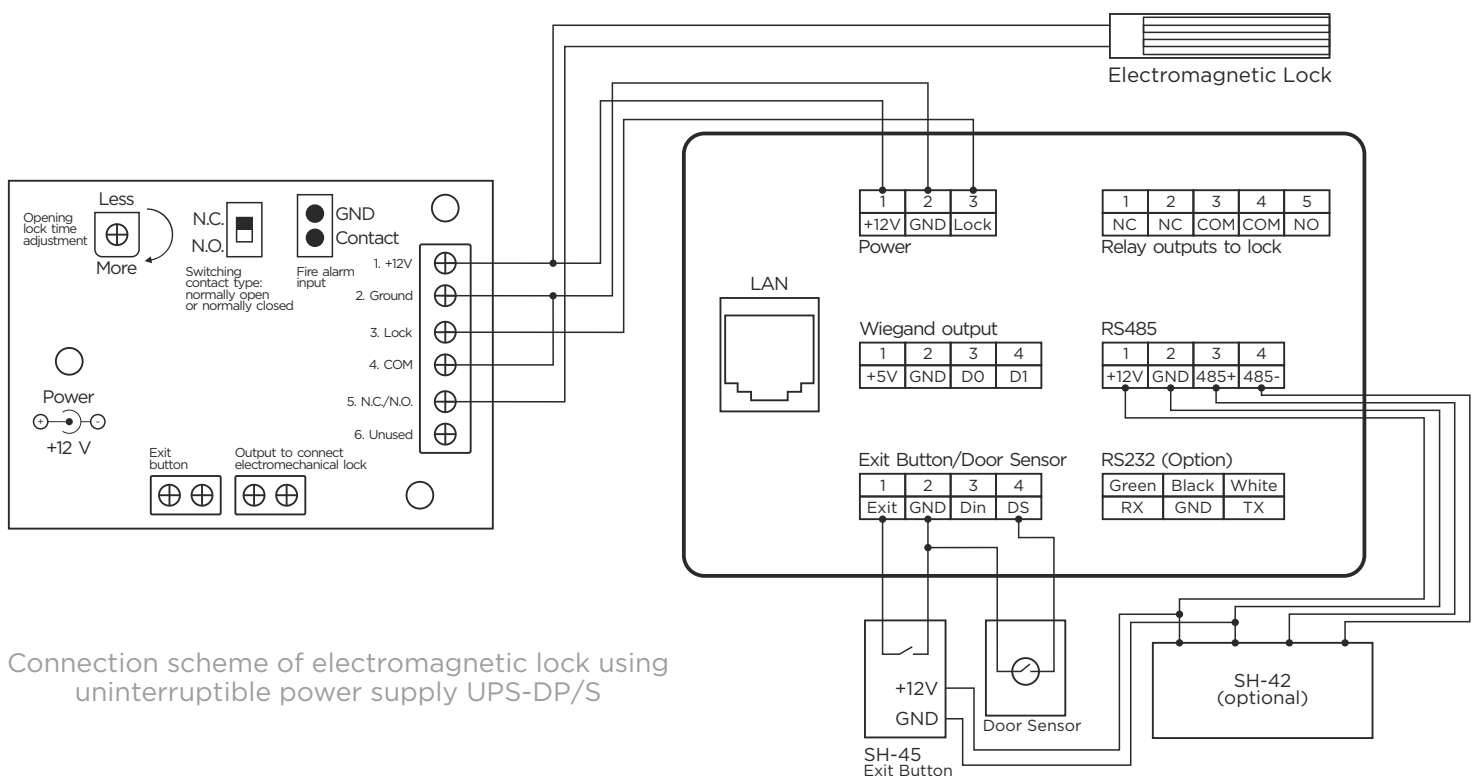 Electromagnetic Lock
Less
Opening
lock time
adjustment
More
N.C.
N.O.
Switching
contact type:
normally open
or normally closed
GND
Contact
Fire alarm
input
1. +12V
2. Ground
3. Lock
4. COM
5. N.C./N.O.
6. Unused
Power
+ -
+12 V
Exit
button
Output to connect
electromechanical lock
1 2 3
+12V GND Lock
Power
1 2 3 4 5
NC NC COM COM NO
Relay outputs to lock
LAN
Wiegand output
1 2 3 4
+5V GND D0 D1
RS485
1 2 3 4
+12V GND 485+ 485-
Exit Button/Door Sensor
1 2 3 4
Exit GND Din DS
RS232 (Option)
Green Black White
RX GND TX
+12V
GND
SH-45
Exit Button
Door Sensor
SH-42
(optional)
Connection scheme of electromagnetic lock using
uninterruptible power supply UPS-DP/S